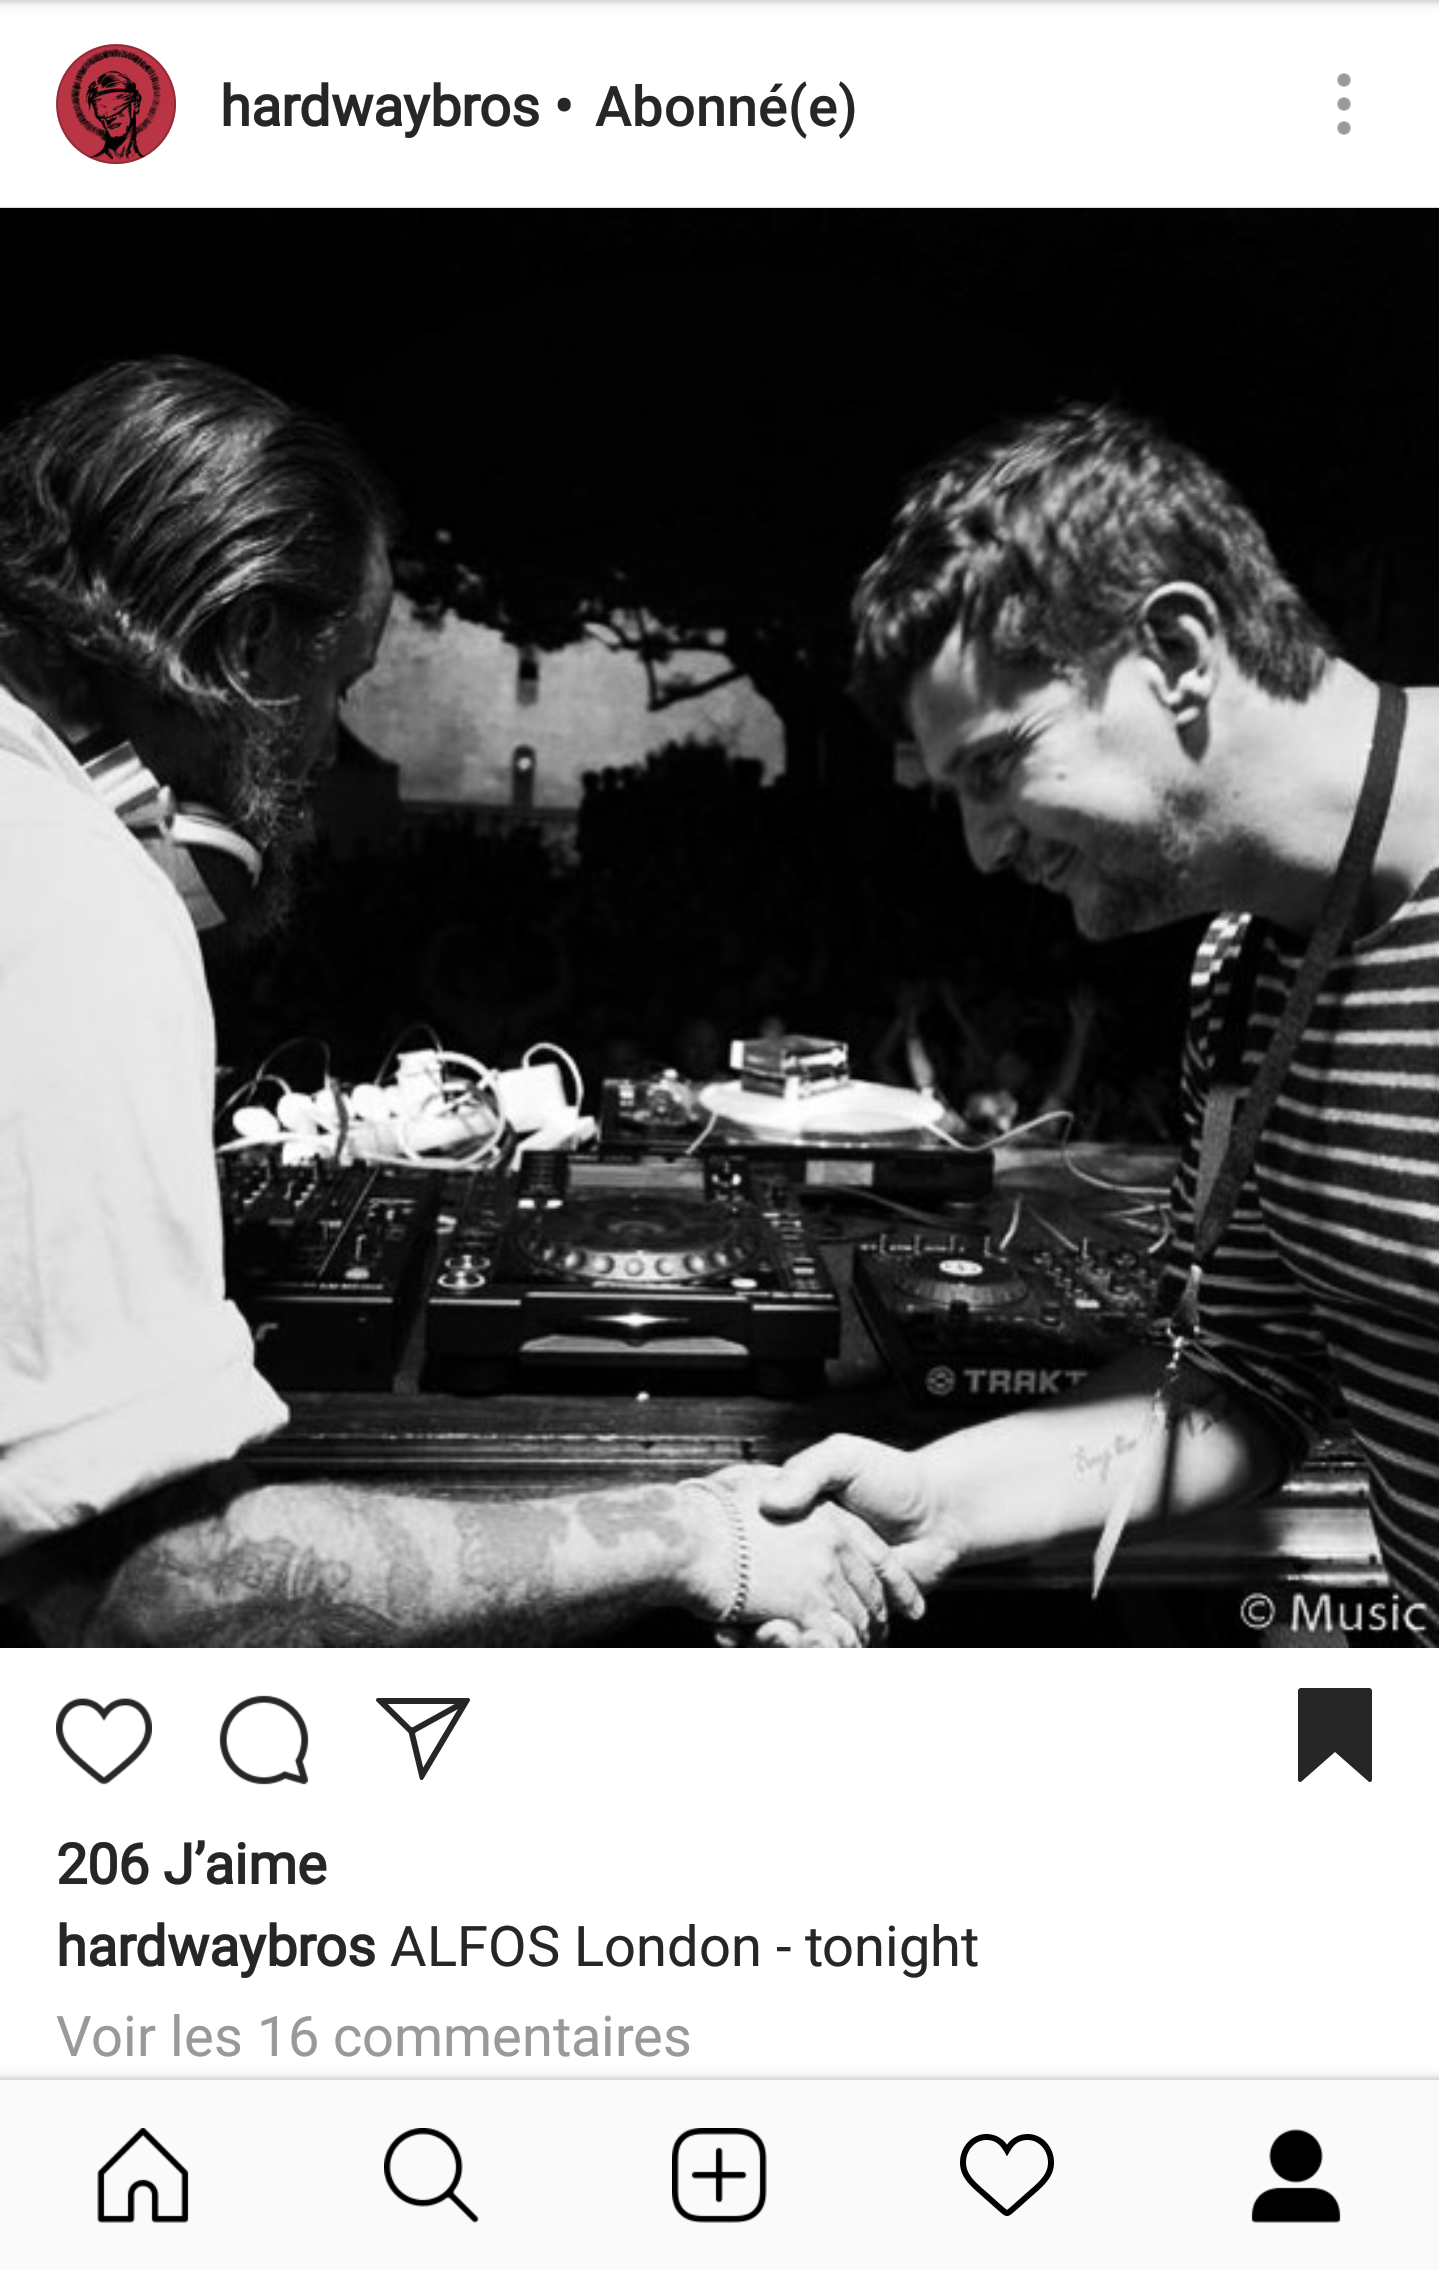 hardwaybros • Abonné(e)
TRAKT
© Music
206 J’aime
hardwaybros ALFOS London - tonight
Voir les 16 commentaires